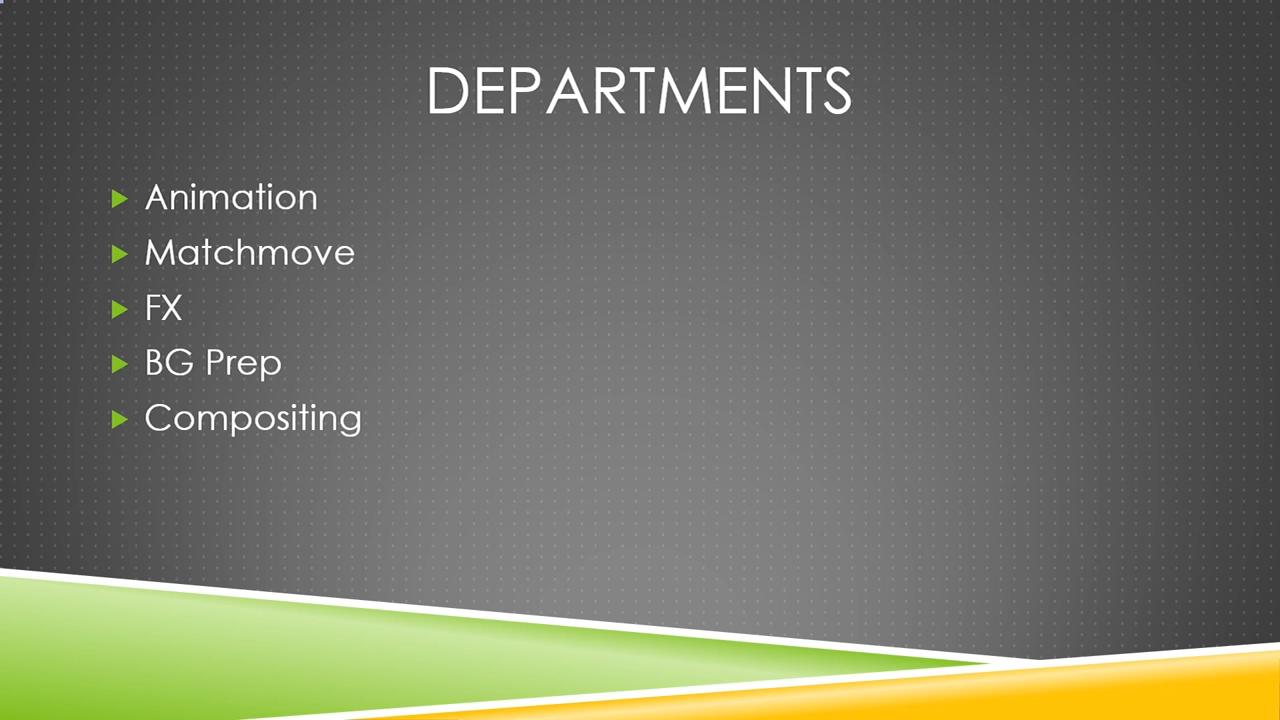 DEPARTMENTS
Animation
Matchmove
FX
BG Prep
Compositing